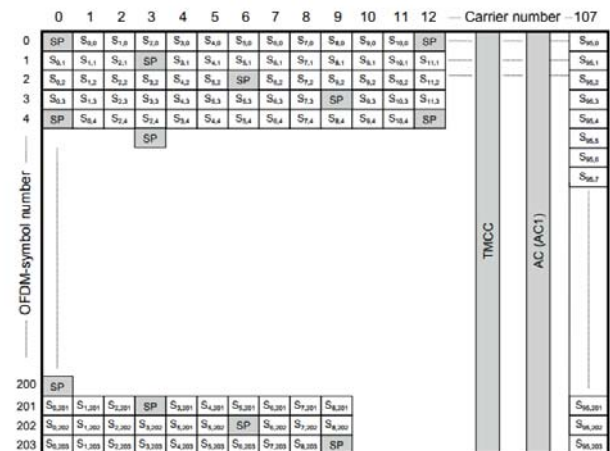 0 1 2 3 4 5 6 7 8 9 10 11 12 Carrier number 107
0 SP S0,0 S1,0 S2,0 S3,0 S4,0 S5,0 S6,0 S7,0 S8,0 S9,0 S10,0 SP S95,0
1 S0,1 S1,1 S2,1 SP S3,1 S4,1 S5,1 S6,1 S7,1 S8,1 S9,1 S10,1 S11,1 S95,1
2 S0,2 S1,2 S2,2 S3,2 S4,2 S5,2 SP S6,2 S7,2 S8,2 S9,2 S10,2 S11,2 S95,2
3 S0,3 S1,3 S2,3 S3,3 S4,3 S5,3 S5,3 S6,3 S7,3 SP S9,3 S10,3 S11,3 S95,3
4 SP S0,4 S2,4 S2,4 S3,4 S4,4 S5,4 S6,4 S7,4 S8,4 S9,4 S10,4 SP S95,4
SP S95,5
S95,6
S95,7
OFDM-symbol number
TMCC
AC (AC1)
200 SP
201 S0,201 S1,201 S2,201 SP S3,201 S4,201 S5,201 S6,201 S7,201 S8,201 S95,201
202 S0,202 S1,202 S2,202 S3,202 S4,202 S5,202 SP S6,202 S7,202 S8,202 S95,202
203 S0,203 S1,203 S2,203 S3,203 S4,203 S5,203 S6,203 S7,203 S8,203 SP S95,203